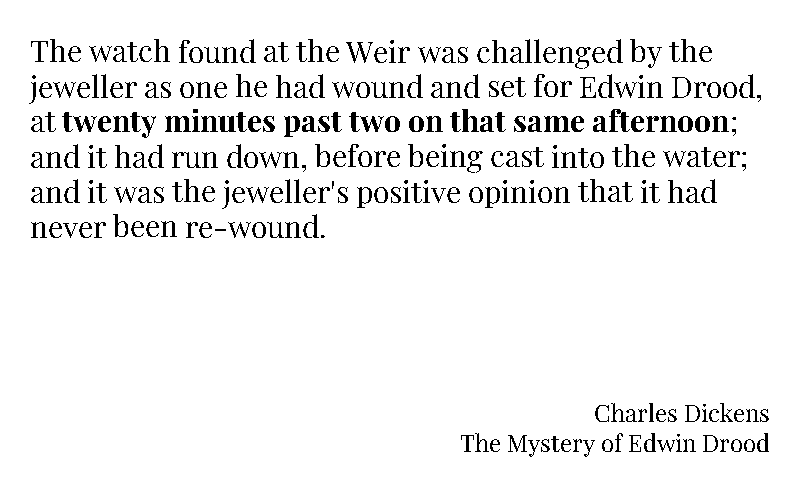 The watch found at the Weir was challenged by the
jeweller as one he had wound and set for Edwin Drood,
at twenty minutes past two on that same afternoon;
and it had run down, before being cast into the water;
and it was the jeweller's positive opinion that it had
never been re-wound.
Charles Dickens
The Mystery of Edwin Drood